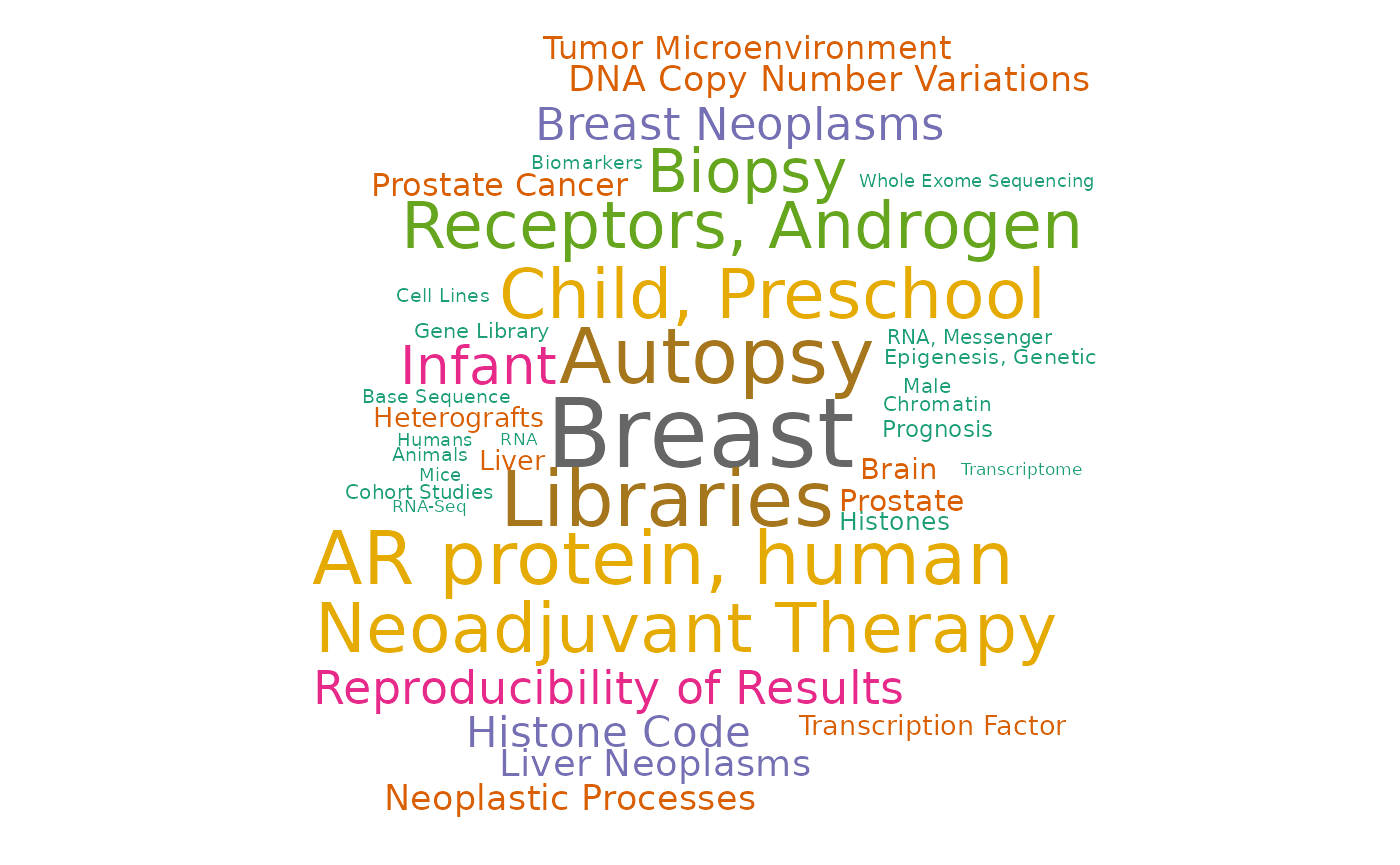 Tumor Microenvironment
DNA Copy Number Variations
Breast Neoplasms
Biomarkers
Biopsy
Whole Exome Sequencing
Prostate Cancer
Receptors, Androgen
Child, Preschool
Cell Lines
Gene Library
Autopsy
RNA, Messenger
Epigenesis, Genetic
Infant
Male
Base Sequence
Chromatin
Heterografts
Breast
Prognosis
Humans
RNA
Animals
Liver
Brain
Transcriptome
Mice
Cohort Studies
Libraries
Prostate
RNA-Seq
Histones
AR protein, human
Neoadjuvant Therapy
Reproducibility of Results
Histone Code
Transcription Factor
Liver Neoplasms
Neoplastic Processes